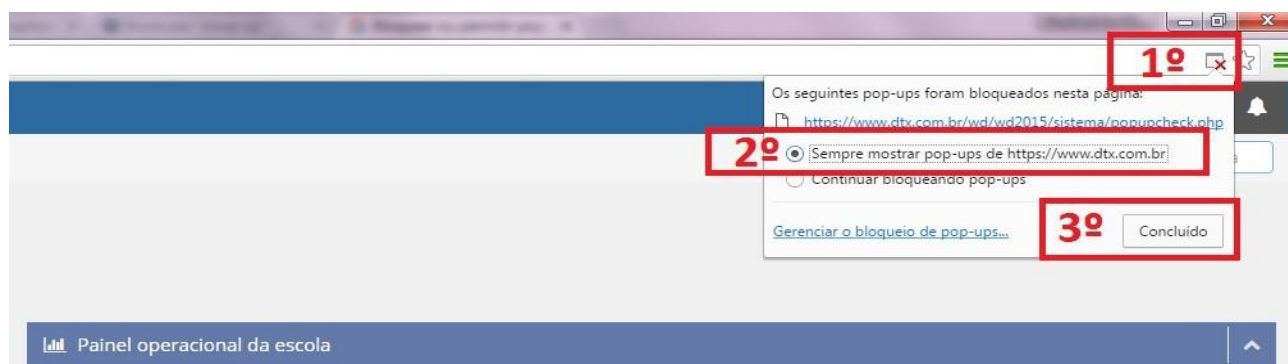 1º
Os seguintes pop-ups foram bloqueados nesta página:
https://www.dtx.com.br/wd/wd2015/sistema/popupcheck.php
2º
Sempre mostrar pop-ups de https://www.dtx.com.br
Continuar bloqueando pop-ups
Gerenciar o bloqueio de pop-ups...
3º
Concluído
Painel operacional da escola